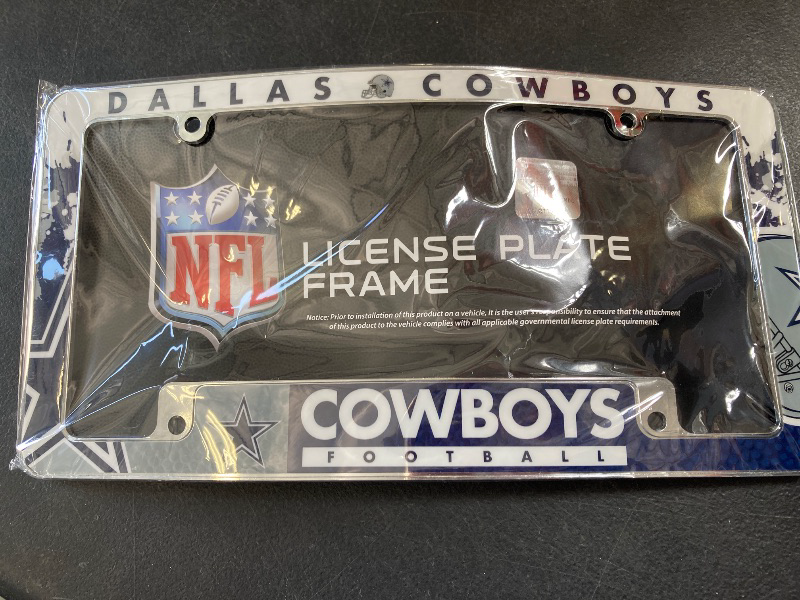 DALLAS COWBOYS
NFL
LICENSE PLATE
FRAME
Notice: Prior to installation of this product on a vehicle, it is the user's responsibility to ensure that the attachment
of this product to the vehicle complies with all applicable governmental license plate requirements.
COWBOYS
FOOTBALL